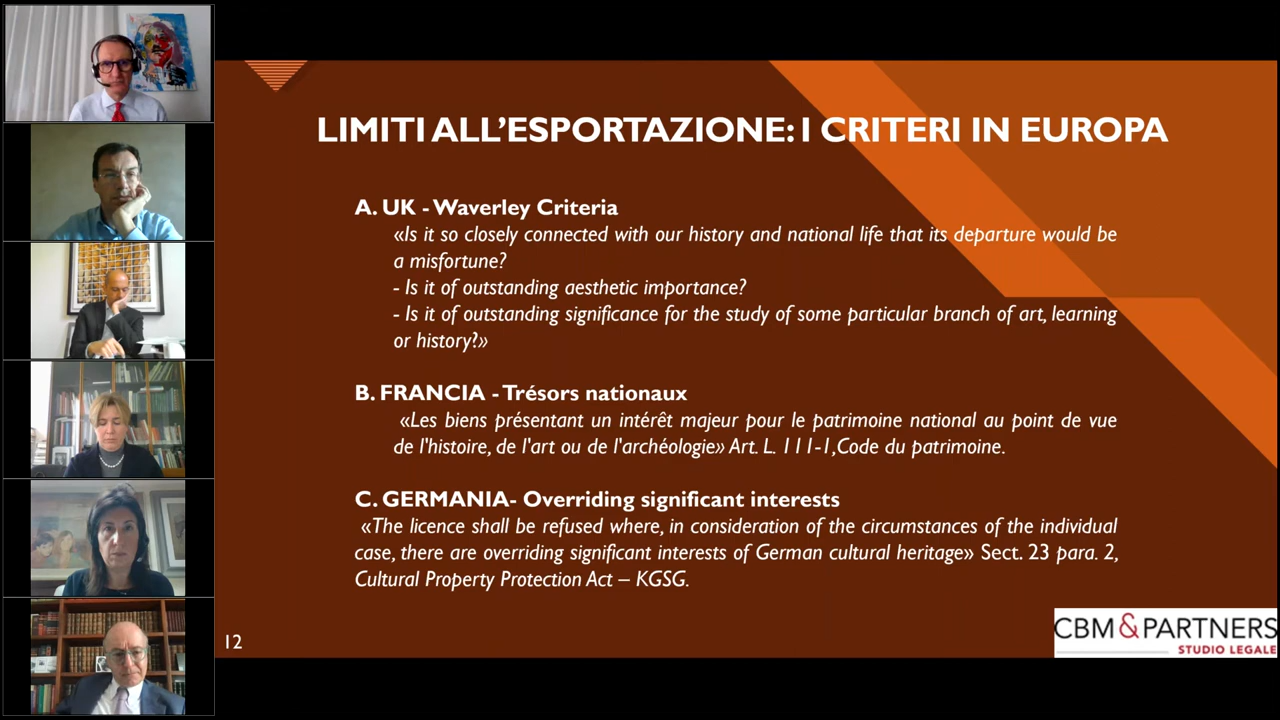 LIMITI ALL'ESPORTAZIONE: I CRITERI IN EUROPA
A. UK - Waverley Criteria
«Is it so closely connected with our history and national life that its departure would be
a misfortune?
- Is it of outstanding aesthetic importance?
- Is it of outstanding significance for the study of some particular branch of art, learning
or history?»
B. FRANCIA - Trésors nationaux
«Les biens présentant un intérêt majeur pour le patrimoine national au point de vue
de l'histoire, de l'art ou de l'archéologie» Art. L. 111-1,Code du patrimoine.
C. GERMANIA- Overriding significant interests
«The licence shall be refused where, in consideration of the circumstances of the individual
case, there are overriding significant interests of German cultural heritage» Sect. 23 para. 2,
Cultural Property Protection Act – KGSG.
12
CBM&PARTNERS
STUDIO LEGALE